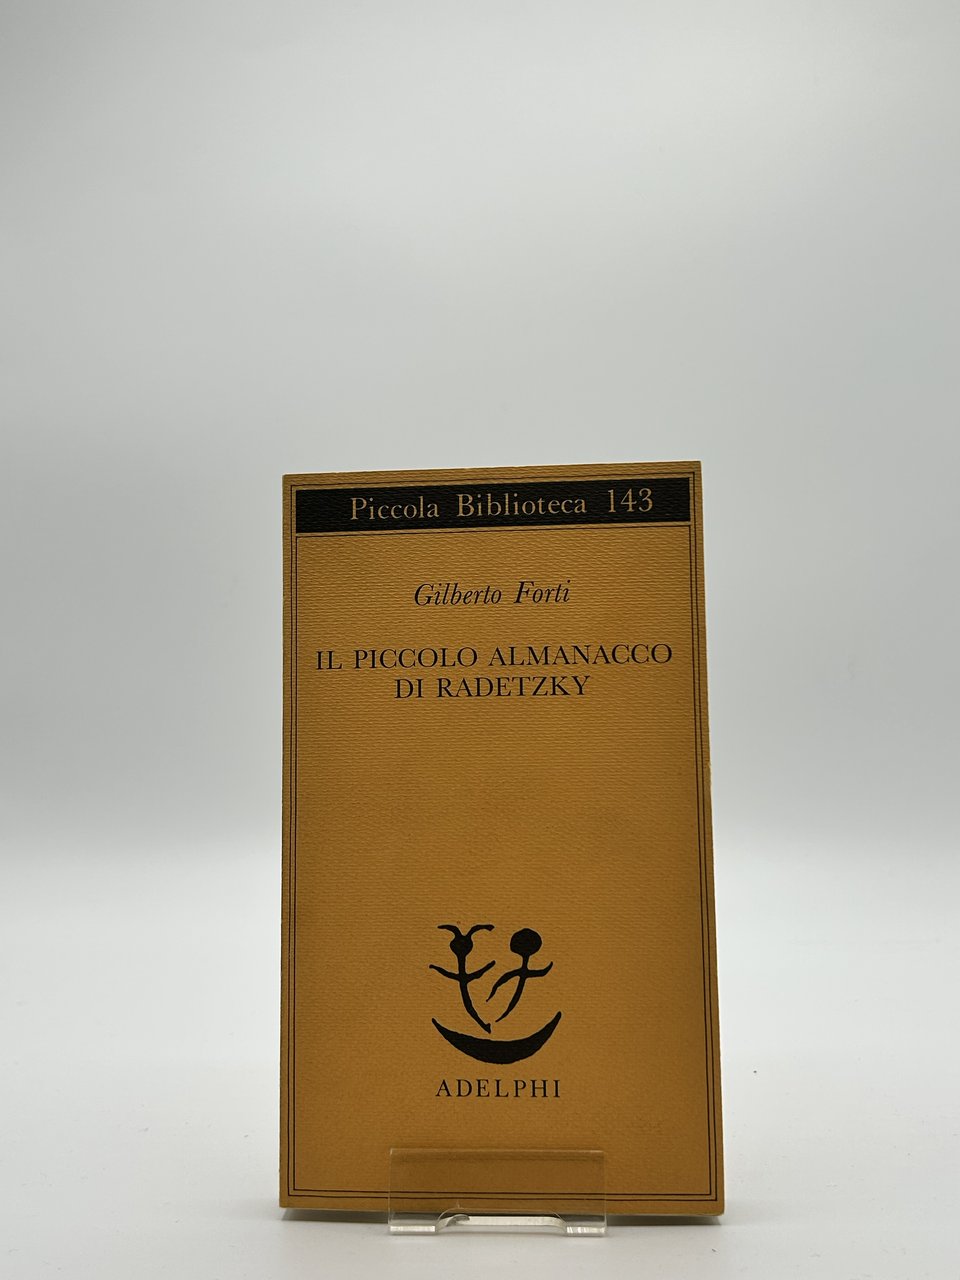 Piccola Biblioteca 143
Gilberto Forti
IL PICCOLO ALMANACCO
DI RADETZKY
ADELPHI